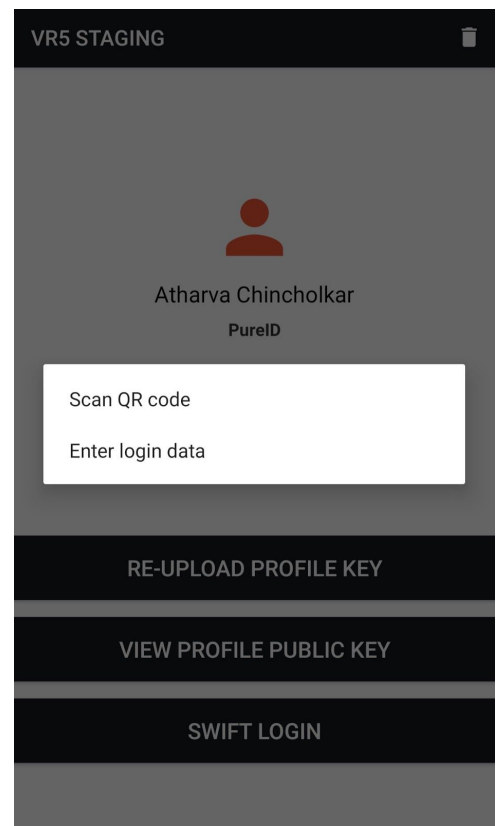 VR5 STAGING
Atharva Chincholkar
PureID
Scan QR code
Enter login data
RE-UPLOAD PROFILE KEY
VIEW PROFILE PUBLIC KEY
SWIFT LOGIN